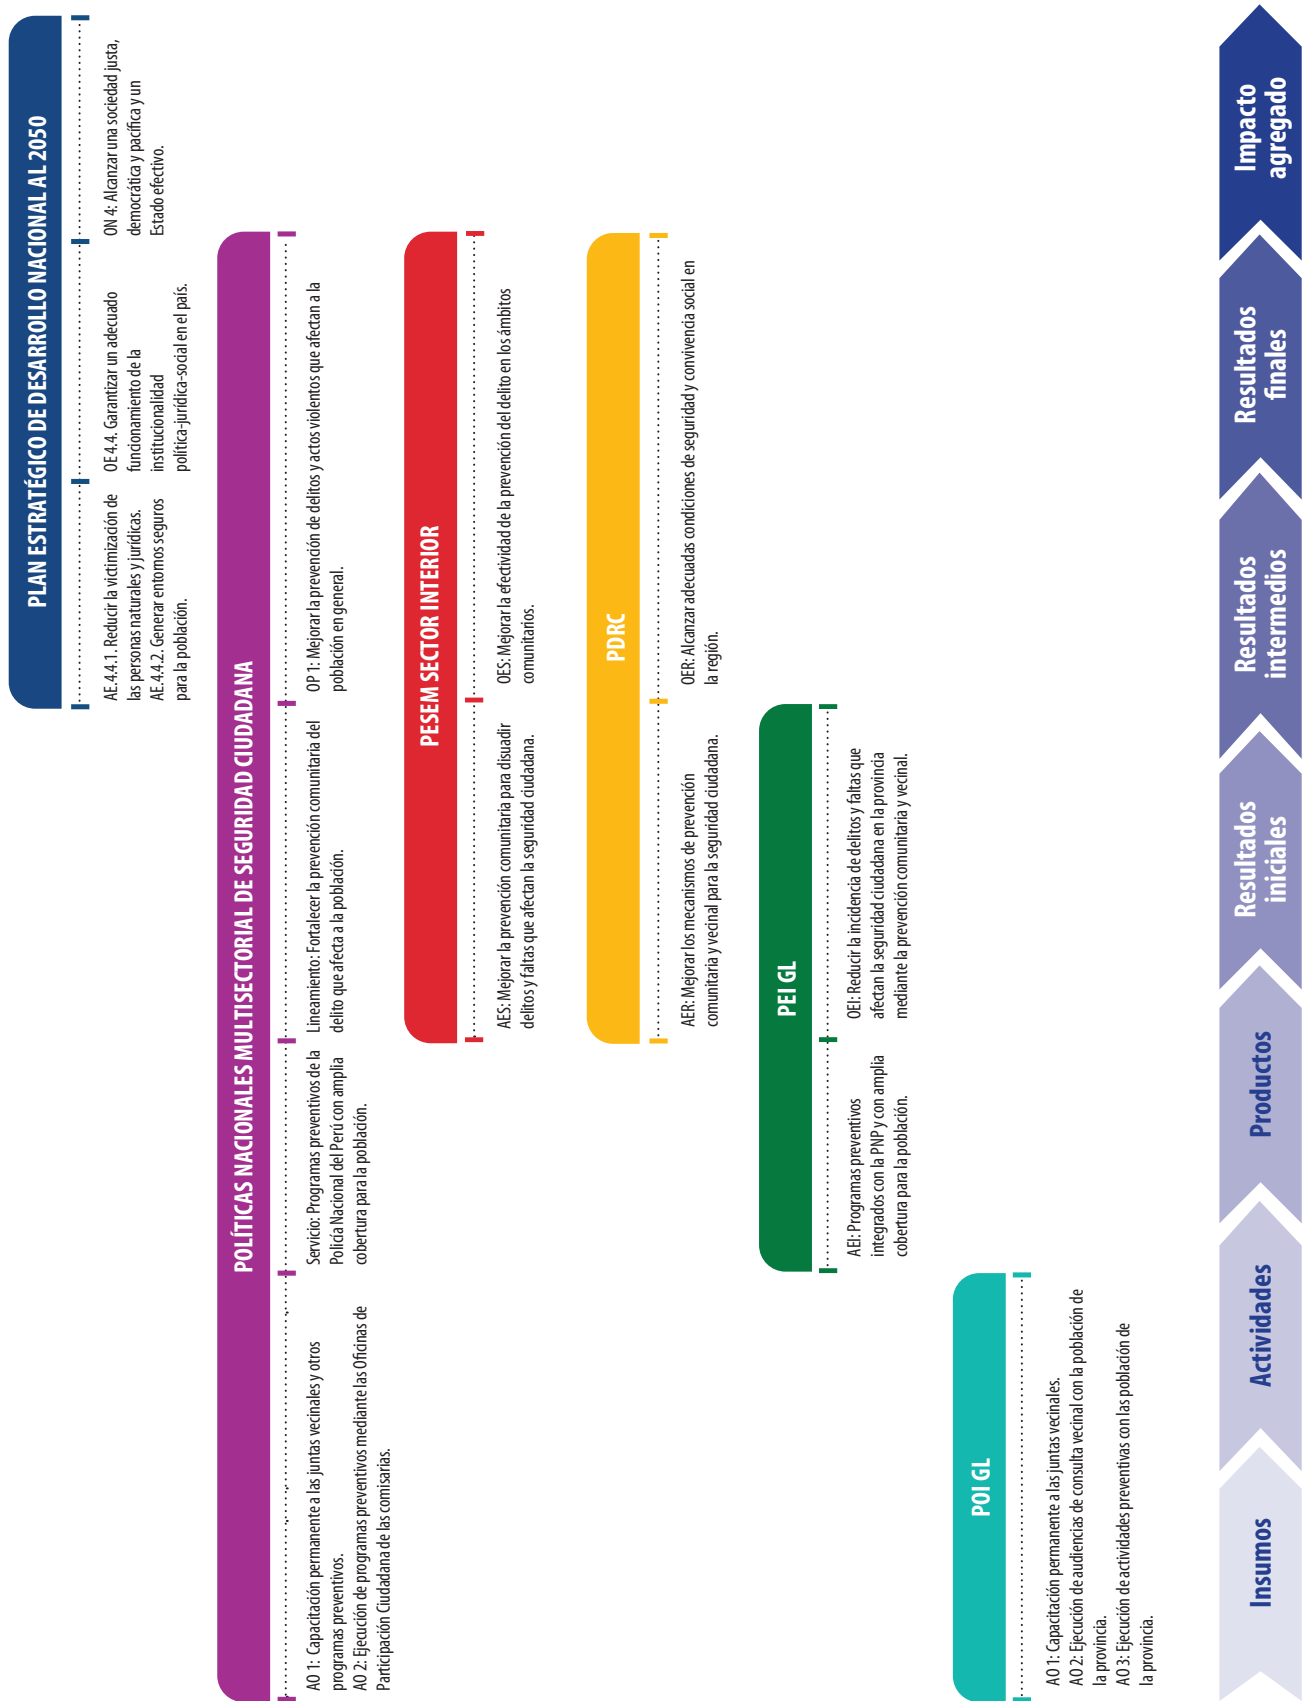 PLAN ESTRATÉGICO DE DESARROLLO NACIONAL AL 2050
AE.4.4.1. Reducir la victimización de
las personas naturales y jurídicas.
AE.4.4.2. Generar entornos seguros
para la población.
OE 4.4. Garantizar un adecuado
funcionamiento de la
institucionalidad
política-jurídica-social en el país.
ON 4: Alcanzar una sociedad justa,
democrática y pacífica y un
Estado efectivo.
POLÍTICAS NACIONALES MULTISECTORIAL DE SEGURIDAD CIUDADANA
AO 1: Capacitación permanente a las juntas vecinales y otros
programas preventivos.
AO 2: Ejecución de programas preventivos mediante las Oficinas de
Participación Ciudadana de las comisarias.
Servicio: Programas preventivos de la
Policía Nacional del Perú con amplia
cobertura para la población.
Lineamiento: Fortalecer la prevención comunitaria del
delito que afecta a la población.
OP 1: Mejorar la prevención de delitos y actos violentos que afectan a la
población en general.
PESEM SECTOR INTERIOR
AES: Mejorar la prevención comunitaria para disuadir
delitos y faltas que afectan la seguridad ciudadana.
OES: Mejorar la efectividad de la prevención del delito en los ámbitos
comunitarios.
PDRC
AER: Mejorar los mecanismos de prevención
comunitaria y vecinal para la seguridad ciudadana.
OER: Alcanzar adecuadas condiciones de seguridad y convivencia social en
la región.
PEI GL
AEI: Programas preventivos
integrados con la PNP y con amplia
cobertura para la población.
OEI: Reducir la incidencia de delitos y faltas que
afectan la seguridad ciudadana en la provincia
mediante la prevención comunitaria y vecinal.
POI GL
AO 1: Capacitación permanente a las juntas vecinales.
AO 2: Ejecución de audiencias de consulta vecinal con la población de
la provincia.
AO 3: Ejecución de actividades preventivas con las población de
la provincia.
Insumos
Actividades
Productos
Resultados
iniciales
Resultados
intermedios
Resultados
finales
Impacto
agregado